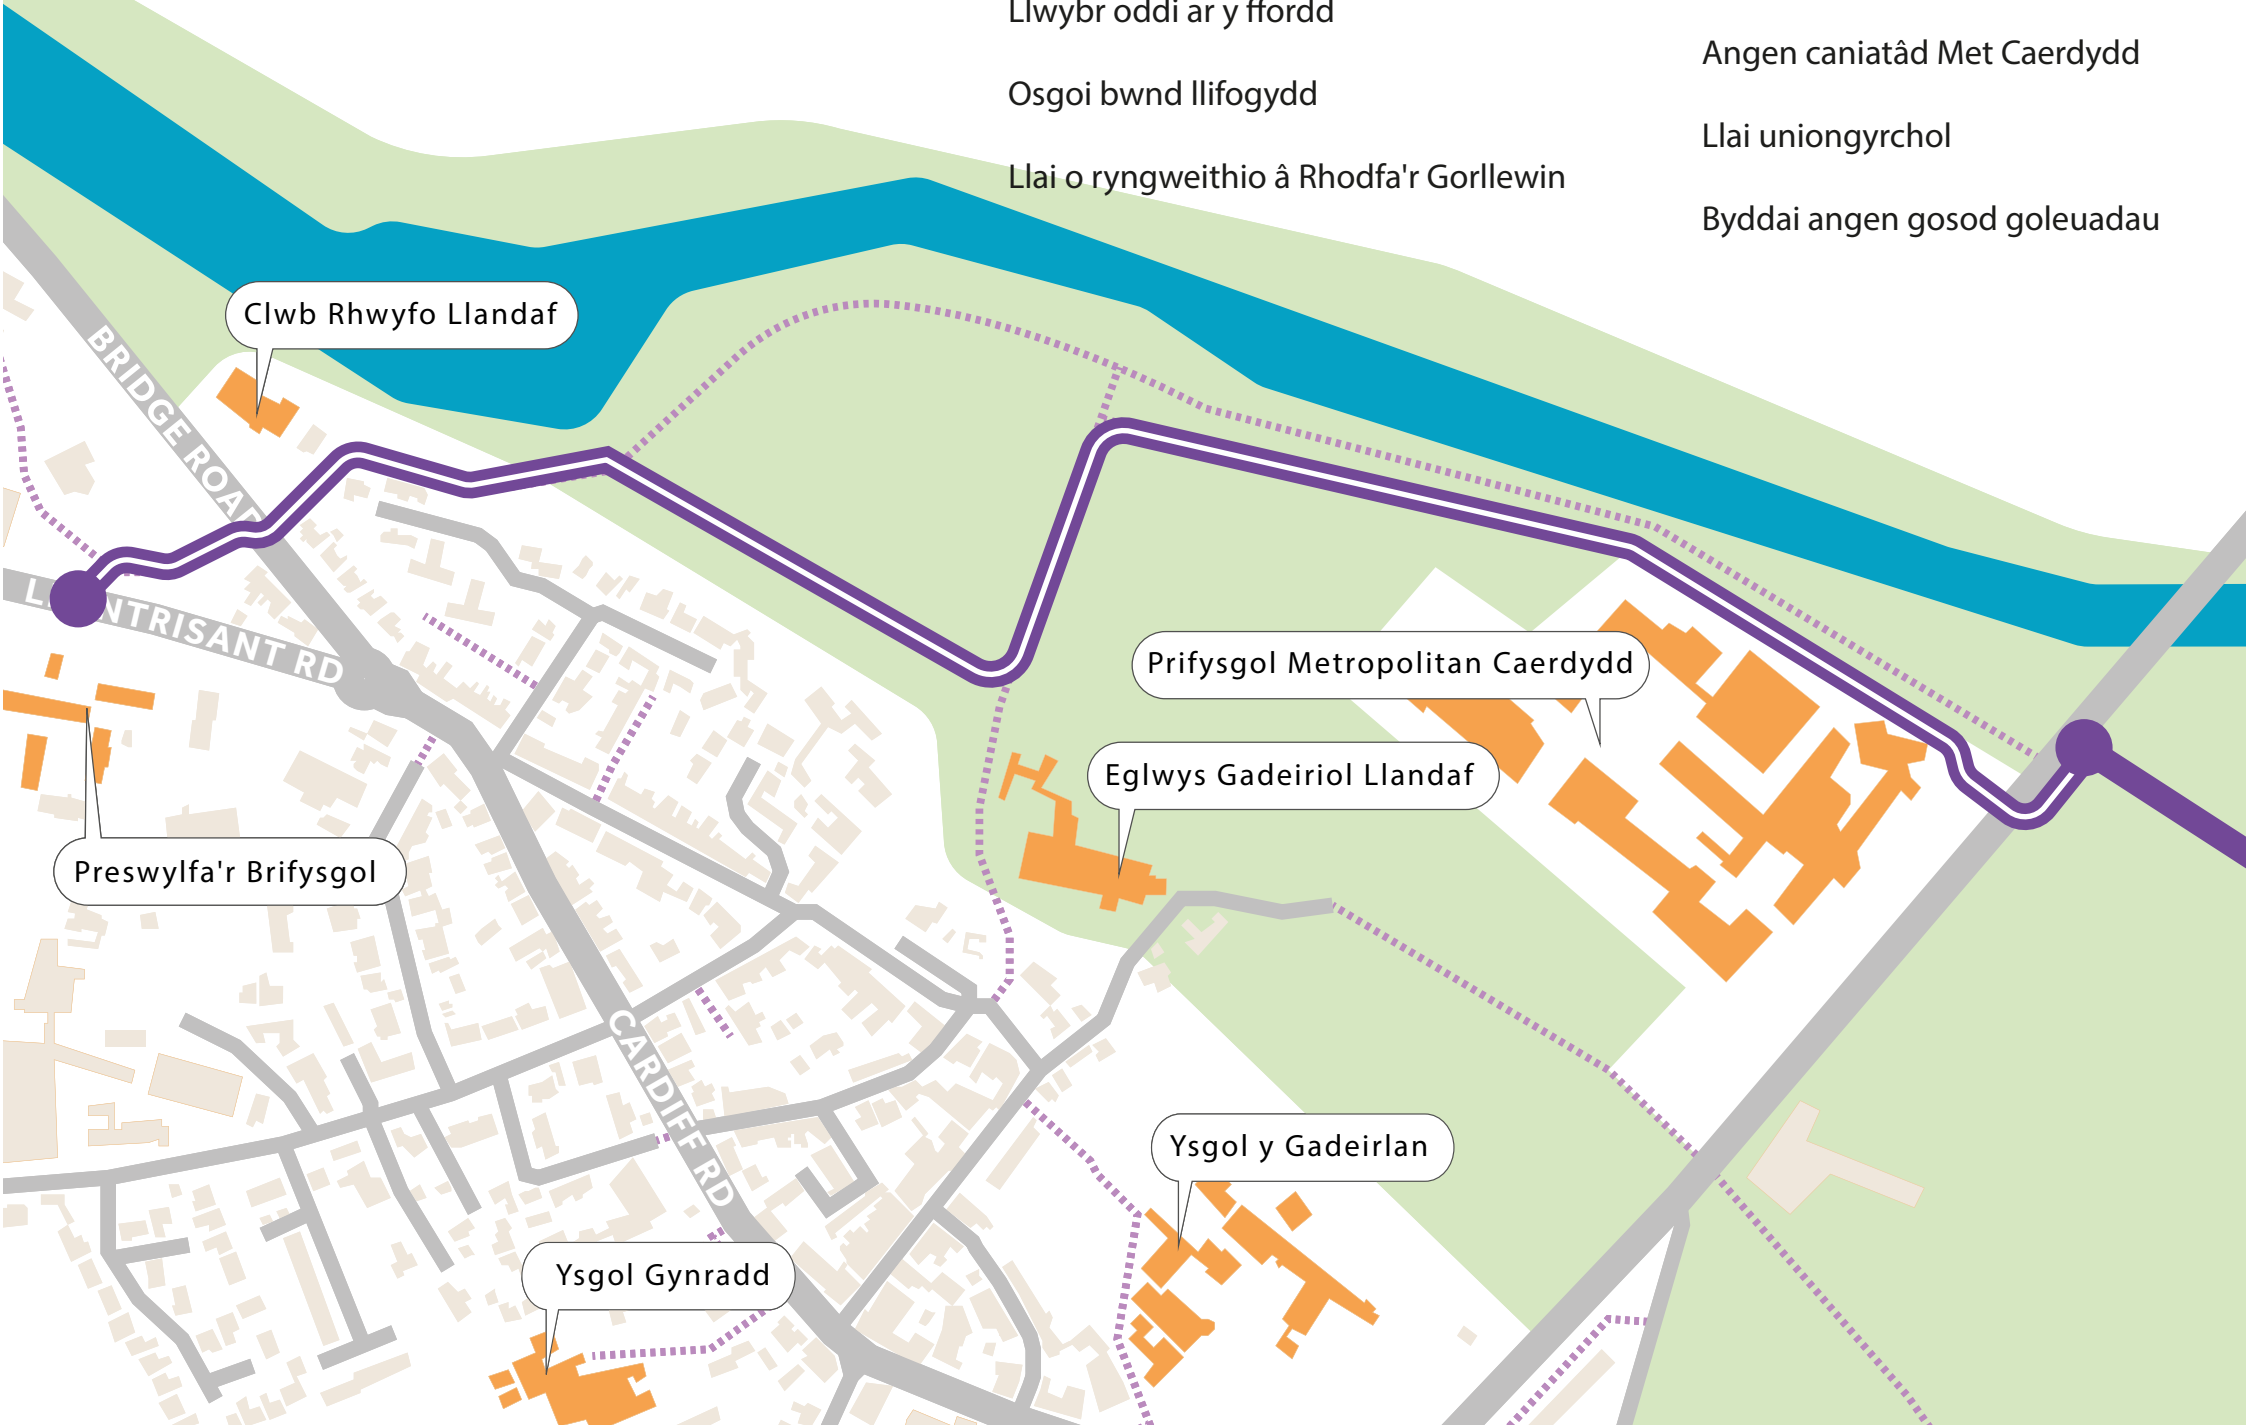 Llwybr oddi ar y ffordd
Osgoi bwnd llifogydd
Llai o ryngweithio â Rhodfa'r Gorllewin
Angen caniatâd Met Caerdydd
Llai uniongyrchol
Byddai angen gosod goleuadau
Clwb Rhwyfo Llandaf
BRIDGE ROAD
LLANTRISANT RD
Prifysgol Metropolitan Caerdydd
Eglwys Gadeiriol Llandaf
Preswylfa'r Brifysgol
CARDIFF RD
Ysgol y Gadeirlan
Ysgol Gynradd